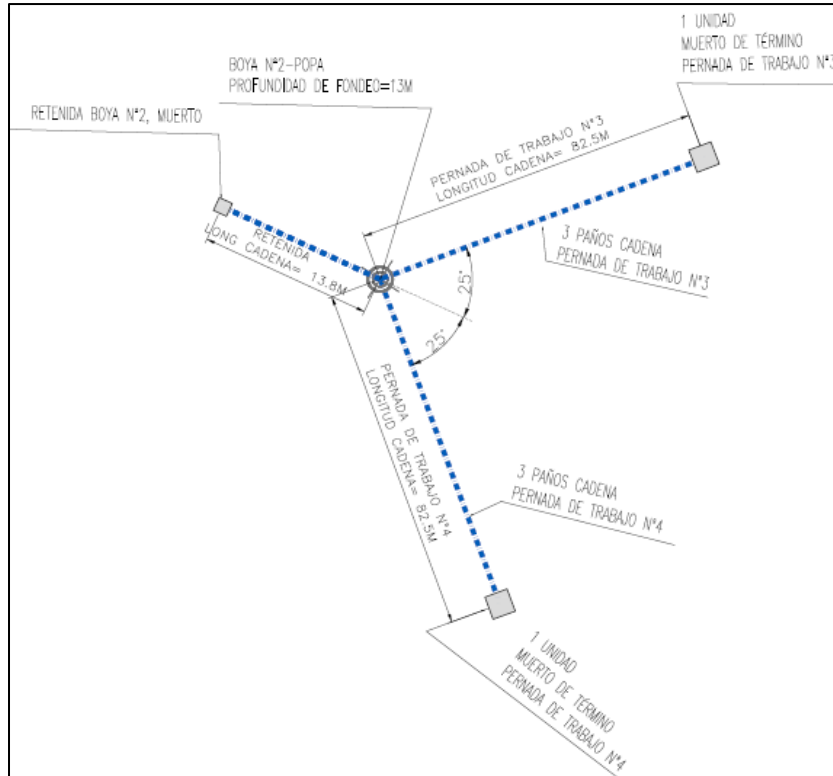 1 UNIDAD
MUERTO DE TÉRMINO
PERNADA DE TRABAJO N°3
BOYA N°2-POPA
PROFUNDIDAD DE FONDEO=13M
RETENIDA BOYA N°2, MUERTO
PERNADA DE TRABAJO N°3
LONGITUD CADENA= 82.5M
RETENIDA
LONG CADENA= 13.8M
3 PAÑOS CADENA
PERNADA DE TRABAJO N°3
25°
25°
PERNADA DE TRABAJO N°4
LONGITUD CADENA= 82.5M
3 PAÑOS CADENA
PERNADA DE TRABAJO N°4
1 UNIDAD
MUERTO DE TÉRMINO
PERNADA DE TRABAJO N°4